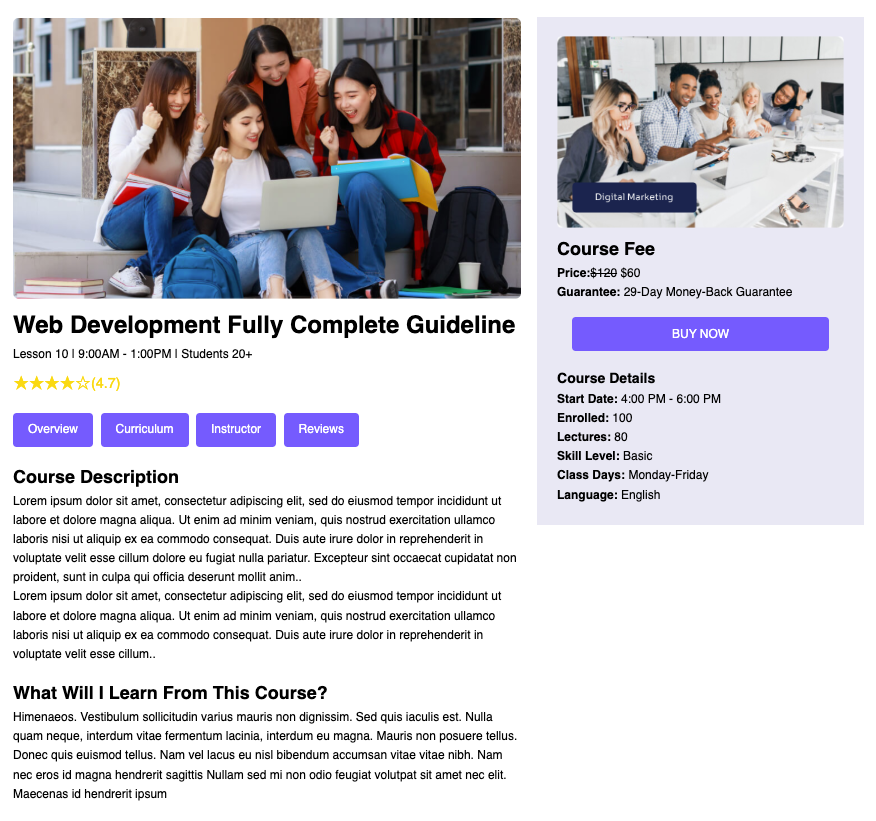 Web Development Fully Complete Guideline
Lesson 10 | 9:00AM - 1:00PM | Students 20+
★★★★☆(4.7)
Overview
Curriculum
Instructor
Reviews
Course Description
Lorem ipsum dolor sit amet, consectetur adipiscing elit, sed do eiusmod tempor incididunt ut
labore et dolore magna aliqua. Ut enim ad minim veniam, quis nostrud exercitation ullamco
laboris nisi ut aliquip ex ea commodo consequat. Duis aute irure dolor in reprehenderit in
voluptate velit esse cillum dolore eu fugiat nulla pariatur. Excepteur sint occaecat cupidatat non
proident, sunt in culpa qui officia deserunt mollit anim..
Lorem ipsum dolor sit amet, consectetur adipiscing elit, sed do eiusmod tempor incididunt ut
labore et dolore magna aliqua. Ut enim ad minim veniam, quis nostrud exercitation ullamco
laboris nisi ut aliquip ex ea commodo consequat. Duis aute irure dolor in reprehenderit in
voluptate velit esse cillum..
What Will I Learn From This Course?
Himenaeos. Vestibulum sollicitudin varius mauris non dignissim. Sed quis iaculis est. Nulla
quam neque, interdum vitae fermentum lacinia, interdum eu magna. Mauris non posuere tellus.
Donec quis euismod tellus. Nam vel lacus eu nisl bibendum accumsan vitae vitae nibh. Nam
nec eros id magna hendrerit sagittis Nullam sed mi non odio feugiat volutpat sit amet nec elit.
Maecenas id hendrerit ipsum
Digital Marketing
Course Fee
Price:$120 $60
Guarantee: 29-Day Money-Back Guarantee
BUY NOW
Course Details
Start Date: 4:00 PM - 6:00 PM
Enrolled: 100
Lectures: 80
Skill Level: Basic
Class Days: Monday-Friday
Language: English